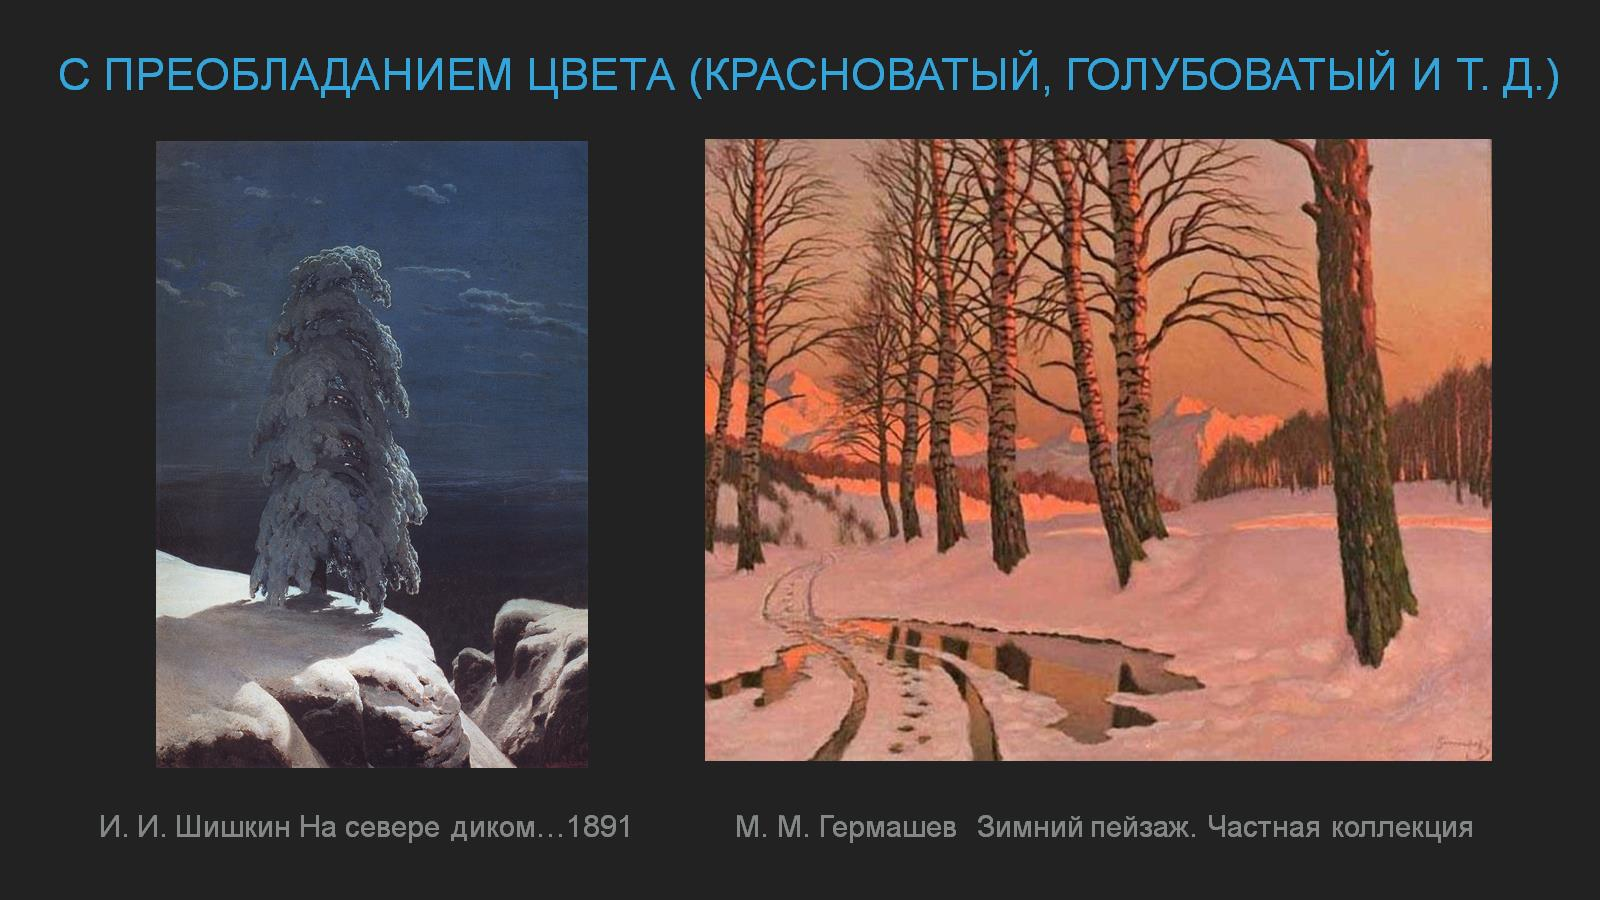 С ПРЕОБЛАДАНИЕМ ЦВЕТА (КРАСНОВАТЫЙ, ГОЛУБОВАТЫЙ И Т. Д.)
И. И. Шишкин На севере диком…1891
М. М. Гермашев  Зимний пейзаж. Частная коллекция